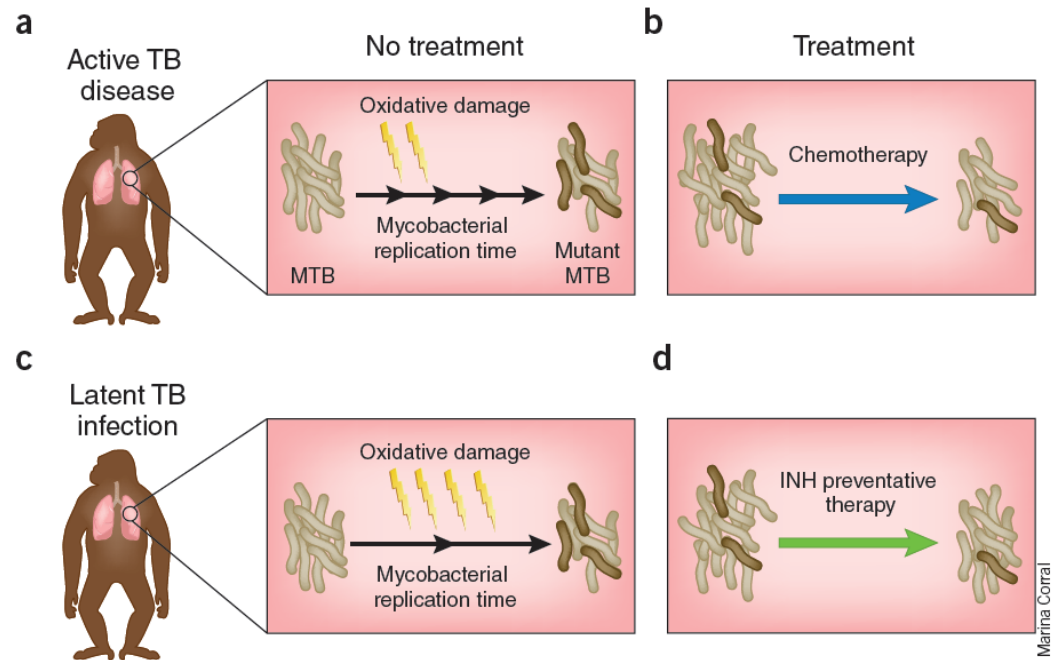 a
Active TB
disease
No treatment
Oxidative damage
Mycobacterial
replication time
MTB
Mutant
MTB
b
Treatment
Chemotherapy
c
Latent TB
infection
Oxidative damage
Mycobacterial
replication time
d
INH preventative
therapy
Marina Corral